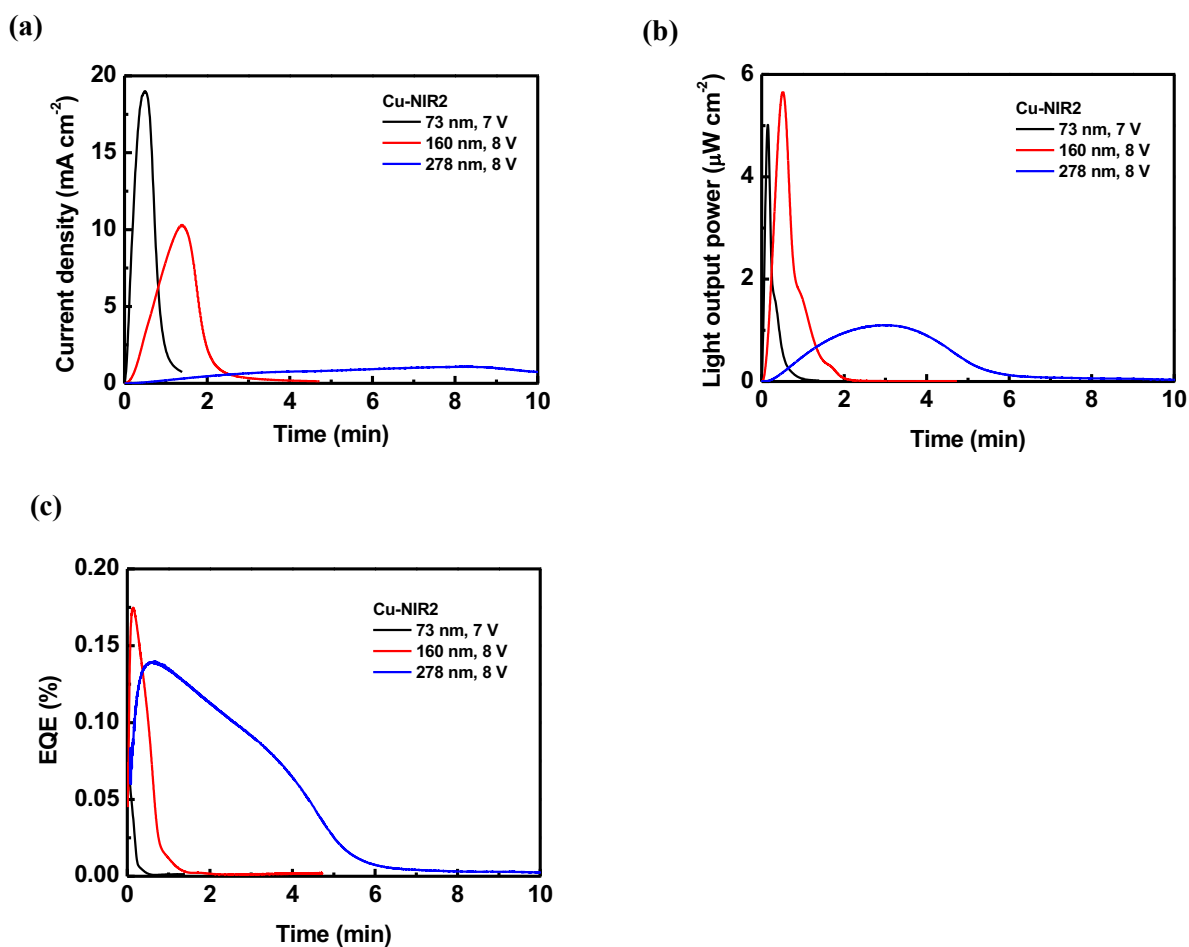 (a)
Current density (mA cm-2)
20
15
10
5
0
0 2 4 6 8 10
Time (min)
Cu-NIR2
73 nm, 7 V
160 nm, 8 V
278 nm, 8 V
(b)
Light output power (μW cm-2)
6
4
2
0
0 2 4 6 8 10
Time (min)
Cu-NIR2
73 nm, 7 V
160 nm, 8 V
278 nm, 8 V
(c)
EQE (%)
0.20
0.15
0.10
0.05
0.00
0 2 4 6 8 10
Time (min)
Cu-NIR2
73 nm, 7 V
160 nm, 8 V
278 nm, 8 V